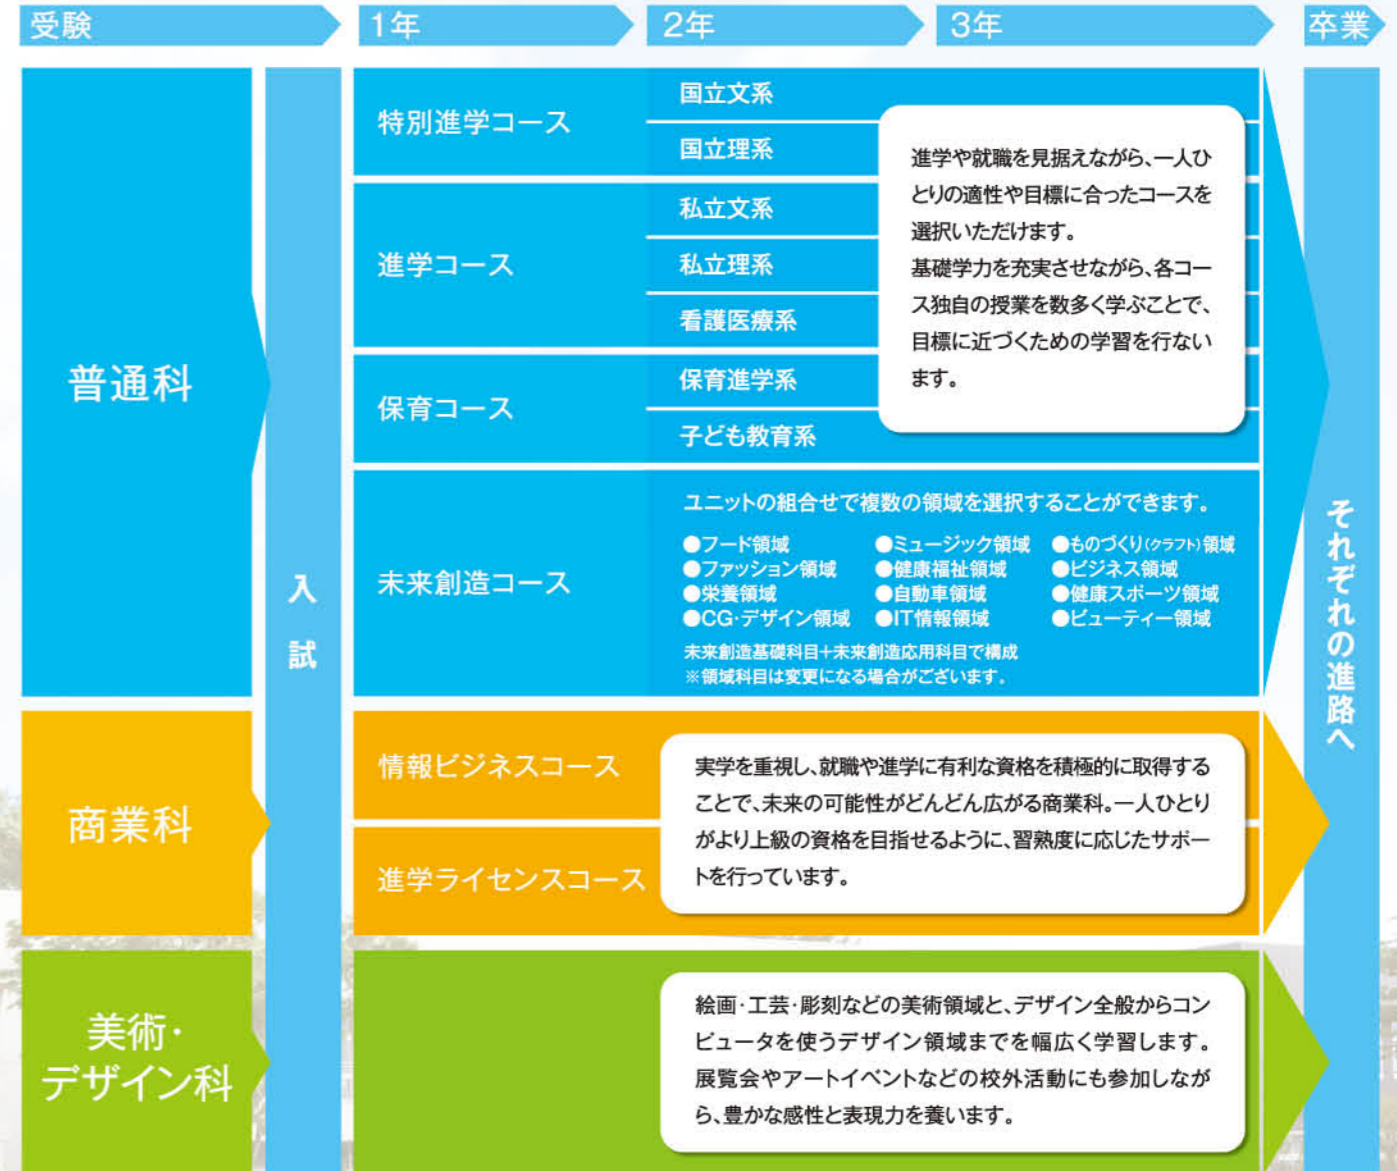 受験
1年
2年
3年
卒業
普通科
入試
特別進学コース
国立文系
国立理系
進学コース
私立文系
私立理系
看護医療系
保育コース
保育進学系
子ども教育系
進学や就職を見据えながら、一人ひ
とりの適性や目標に合ったコースを
選択いただけます。
基礎学力を充実させながら、各コー
ス独自の授業を数多く学ぶことで、
目標に近づくための学習を行ない
ます。
未来創造コース
ユニットの組合せで複数の領域を選択することができます。
●フード領域 ●ミュージック領域 ●ものづくり(クラフト)領域
●ファッション領域 ●健康福祉領域 ●ビジネス領域
●栄養領域 ●自動車領域 ●健康スポーツ領域
●CG・デザイン領域 ●IT情報領域 ●ビューティー領域
未来創造基礎科目+未来創造応用科目で構成
※領域科目は変更になる場合がございます。
商業科
情報ビジネスコース
進学ライセンスコース
実学を重視し、就職や進学に有利な資格を積極的に取得する
ことで、未来の可能性がどんどん広がる商業科。一人ひとり
がより上級の資格を目指せるように、習熟度に応じたサポー
トを行っています。
美術・
デザイン科
絵画・工芸・彫刻などの美術領域と、デザイン全般からコン
ピュータを使うデザイン領域までを幅広く学習します。
展覧会やアートイベントなどの校外活動にも参加しなが
ら、豊かな感性と表現力を養います。
それぞれの進路へ